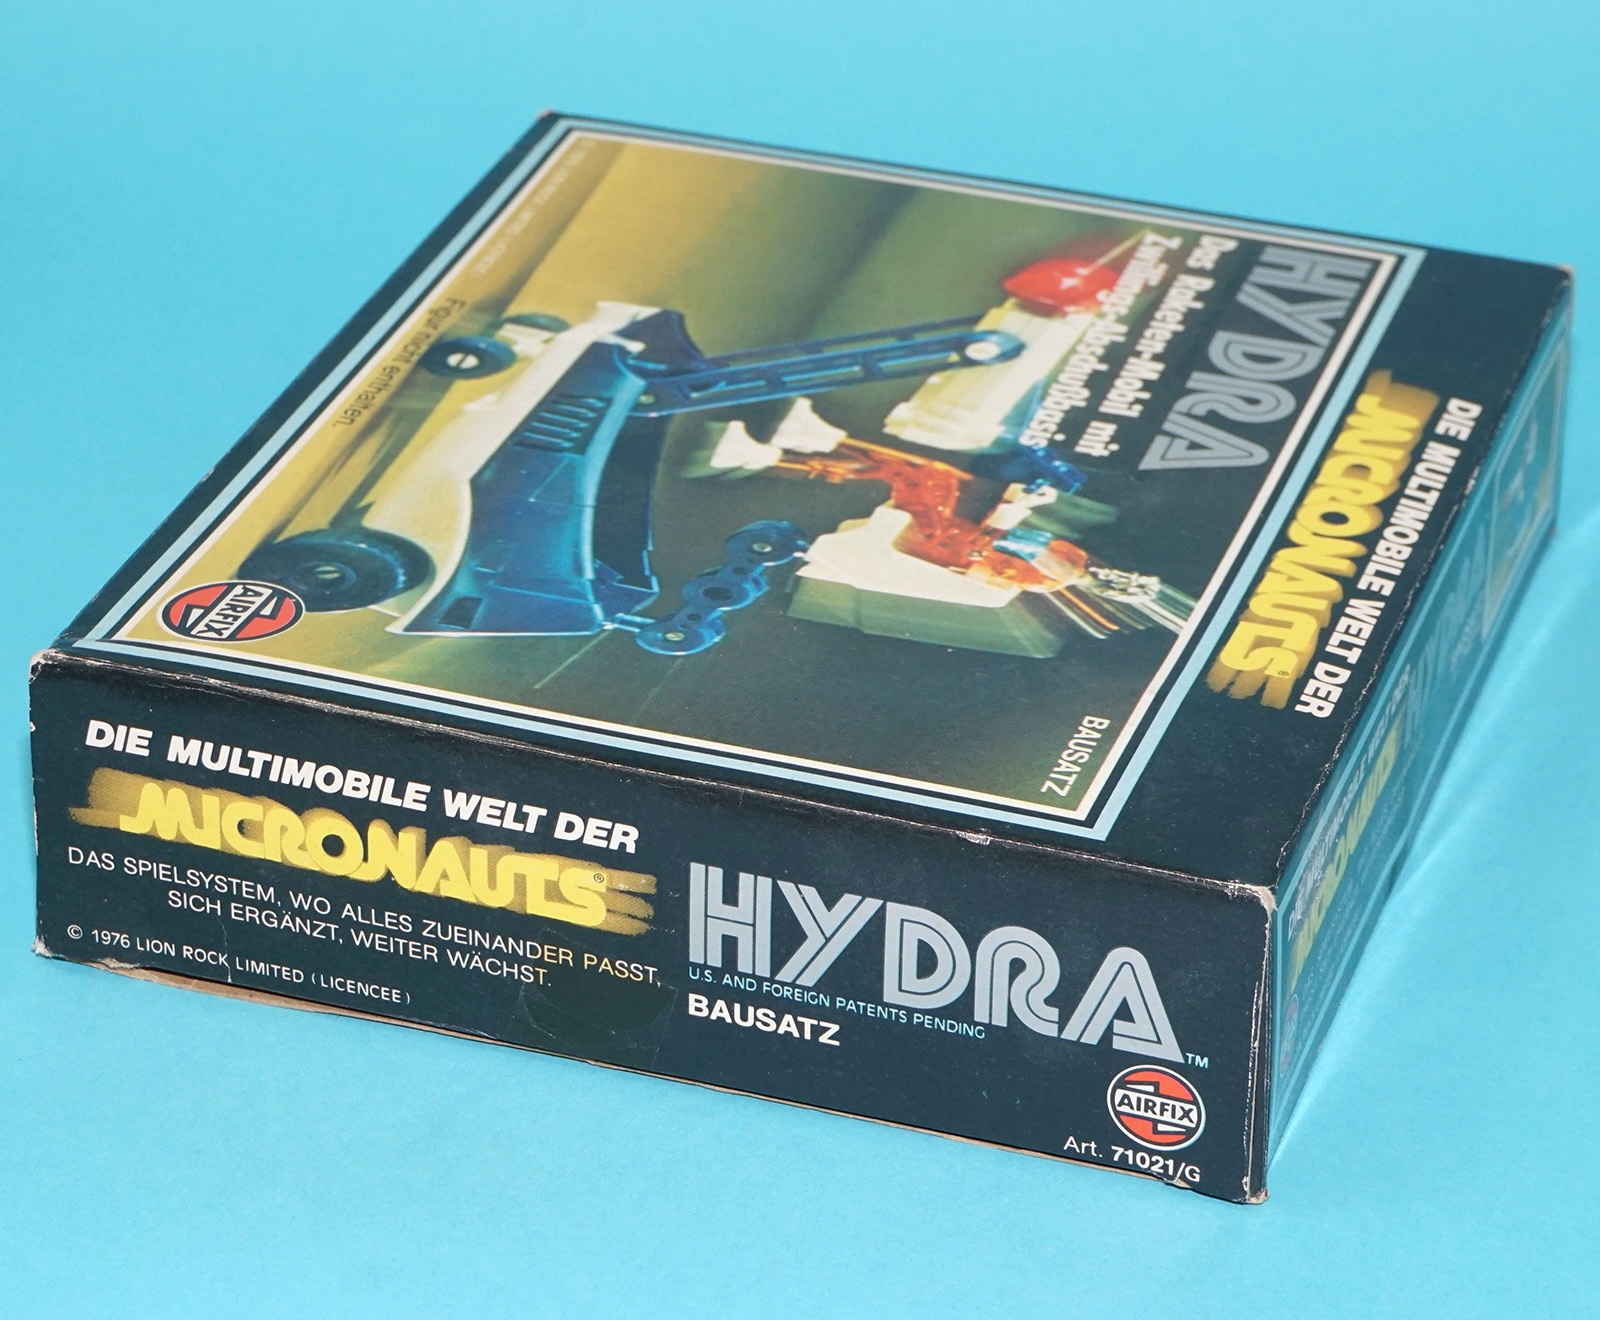 HYDRA
Das Raketen-Mobil mit
Zwillings-Abschußbasis
BAUSATZ
Figur nicht enthalten.
AIRFIX
DIE MULTIMOBILE WELT DER
MICRONAUTS®
DIE MULTIMOBILE WELT DER
MICRONAUTS®
DAS SPIELSYSTEM, WO ALLES ZUEINANDER PASST,
SICH ERGÄNZT, WEITER WÄCHST.
© 1976 LION ROCK LIMITED (LICENCEE)
HYDRA™
U.S. AND FOREIGN PATENTS PENDING
BAUSATZ
AIRFIX
Art. 71021/G
MICRONAUTS